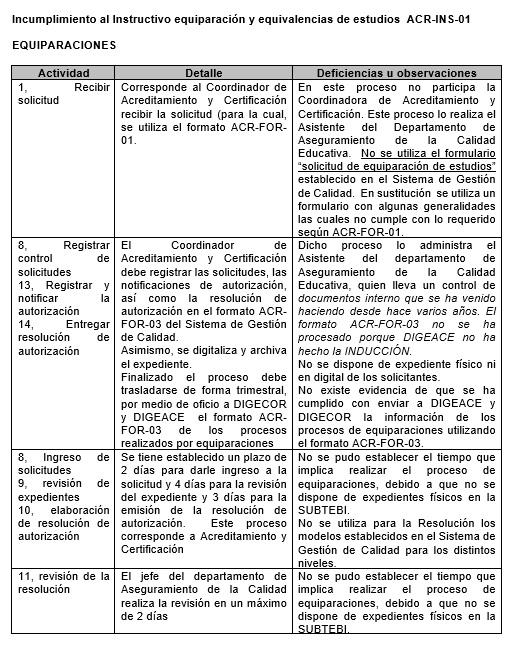 Incumplimiento al Instructivo equiparación y equivalencias de estudios ACR-INS-01
EQUIPARACIONES
Actividad
Detalle
Deficiencias u observaciones
1, Recibir
solicitud
Corresponde al Coordinador de
Acreditamiento y Certificación
recibir la solicitud (para la cual,
se utiliza el formato ACR-FOR-
01.
En este proceso no participa la
Coordinadora de Acreditamiento y
Certificación. Este proceso lo realiza el
Asistente del Departamento de
Aseguramiento de la Calidad
Educativa. No se utiliza el formulario
“solicitud de equiparación de estudios”
establecido en el Sistema de Gestión
de Calidad. En sustitución se utiliza un
formulario con algunas generalidades
las cuales no cumple con lo requerido
según ACR-FOR-01.
8, Registrar
control de
solicitudes
13, Registrar y
notificar la
autorización
14, Entregar
resolución de
autorización
El Coordinador de
Acreditamiento y Certificación
debe registrar las solicitudes, las
notificaciones de autorización,
así como la resolución de
autorización en el formato ACR-
FOR-03 del Sistema de Gestión
de Calidad.
Asimismo, se digitaliza y archiva
el expediente.
Finalizado el proceso debe
trasladarse de forma trimestral,
por medio de oficio a DIGECOR
y DIGEACE el formato ACR-
FOR-03 de los procesos
realizados por equiparaciones
Dicho proceso lo administra el
Asistente del departamento de
Aseguramiento de la Calidad
Educativa, quien lleva un control de
documentos interno que se ha venido
haciendo desde hace varios años. El
formato ACR-FOR-03 no se ha
procesado porque DIGEACE no ha
hecho la INDUCCIÓN.
No se dispone de expediente físico ni
en digital de los solicitantes.
No existe evidencia de que se ha
cumplido con enviar a DIGEACE y
DIGECOR la información de los
procesos de equiparaciones utilizando
el formato ACR-FOR-03.
8, Ingreso de
solicitudes
9, revisión de
expedientes
10, elaboración
de resolución de
autorización
Se tiene establecido un plazo de
2 días para darle ingreso a la
solicitud y 4 días para la revisión
del expediente y 3 días para la
emisión de la resolución de
autorización. Este proceso
corresponde a Acreditamiento y
Certificación
No se pudo establecer el tiempo que
implica realizar el proceso de
equiparaciones, debido a que no se
dispone de expedientes físicos en la
SUBTEBI.
No se utiliza para la Resolución los
modelos establecidos en el Sistema de
Gestión de Calidad para los distintos
niveles.
11, revisión de la
resolución
El jefe del departamento de
Aseguramiento de la Calidad
realiza la revisión en un máximo
de 2 días
No se pudo establecer el tiempo que
implica realizar el proceso de
equiparaciones, debido a que no se
dispone de expedientes físicos en la
SUBTEBI.